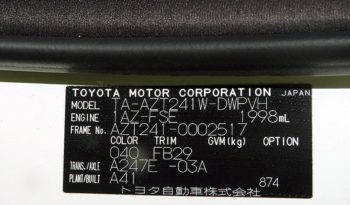 TOYOTA MOTOR CORPORATION JAPAN
MODEL TA-AZT241W-DWPVH
ENGINE 1AZ-FSE 1998mL
FRAME No. AZT241-0002517
COLOR TRIM GVM(kg) OPTION
040 FB29
TRANS./AXLE A247E -03A
PLANT/BUILT A41 874
トヨタ自動車株式会社